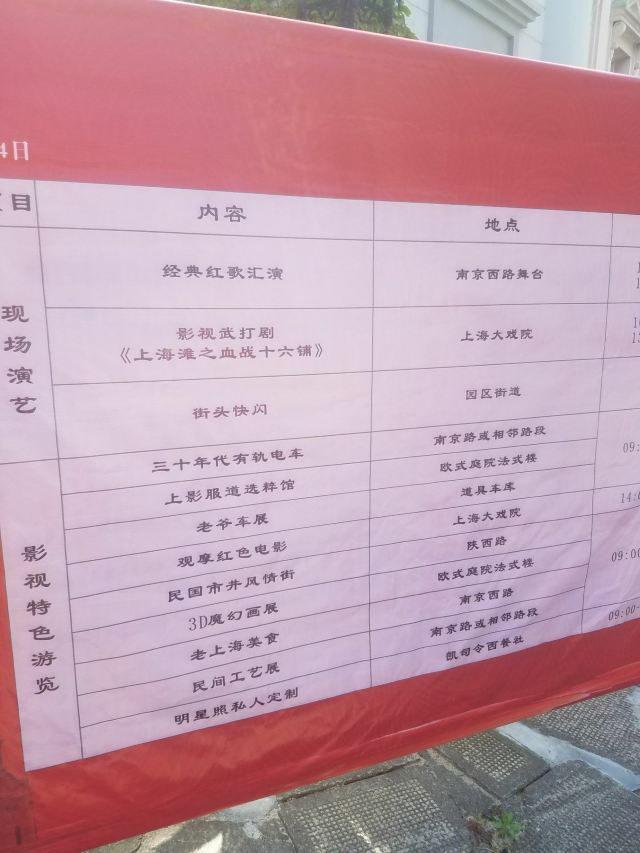 4日
目 内容 地点
现场演艺
经典红歌汇演 南京西路舞台
影视武打剧
《上海滩之血战十六铺》 上海大戏院
街头快闪 园区街道
影视特色游览
三十年代有轨电车 南京路或相邻路段
上影服道选粹馆 欧式庭院法式楼 09:
老爷车展 道具车库
观摩红色电影 上海大戏院 14:
民国市井风情街 陕西路
3D魔幻画展 欧式庭院法式楼 09:00
老上海美食 南京西路
民间工艺展 南京路或相邻路段
明星照私人定制 凯司令西餐社 09:00-